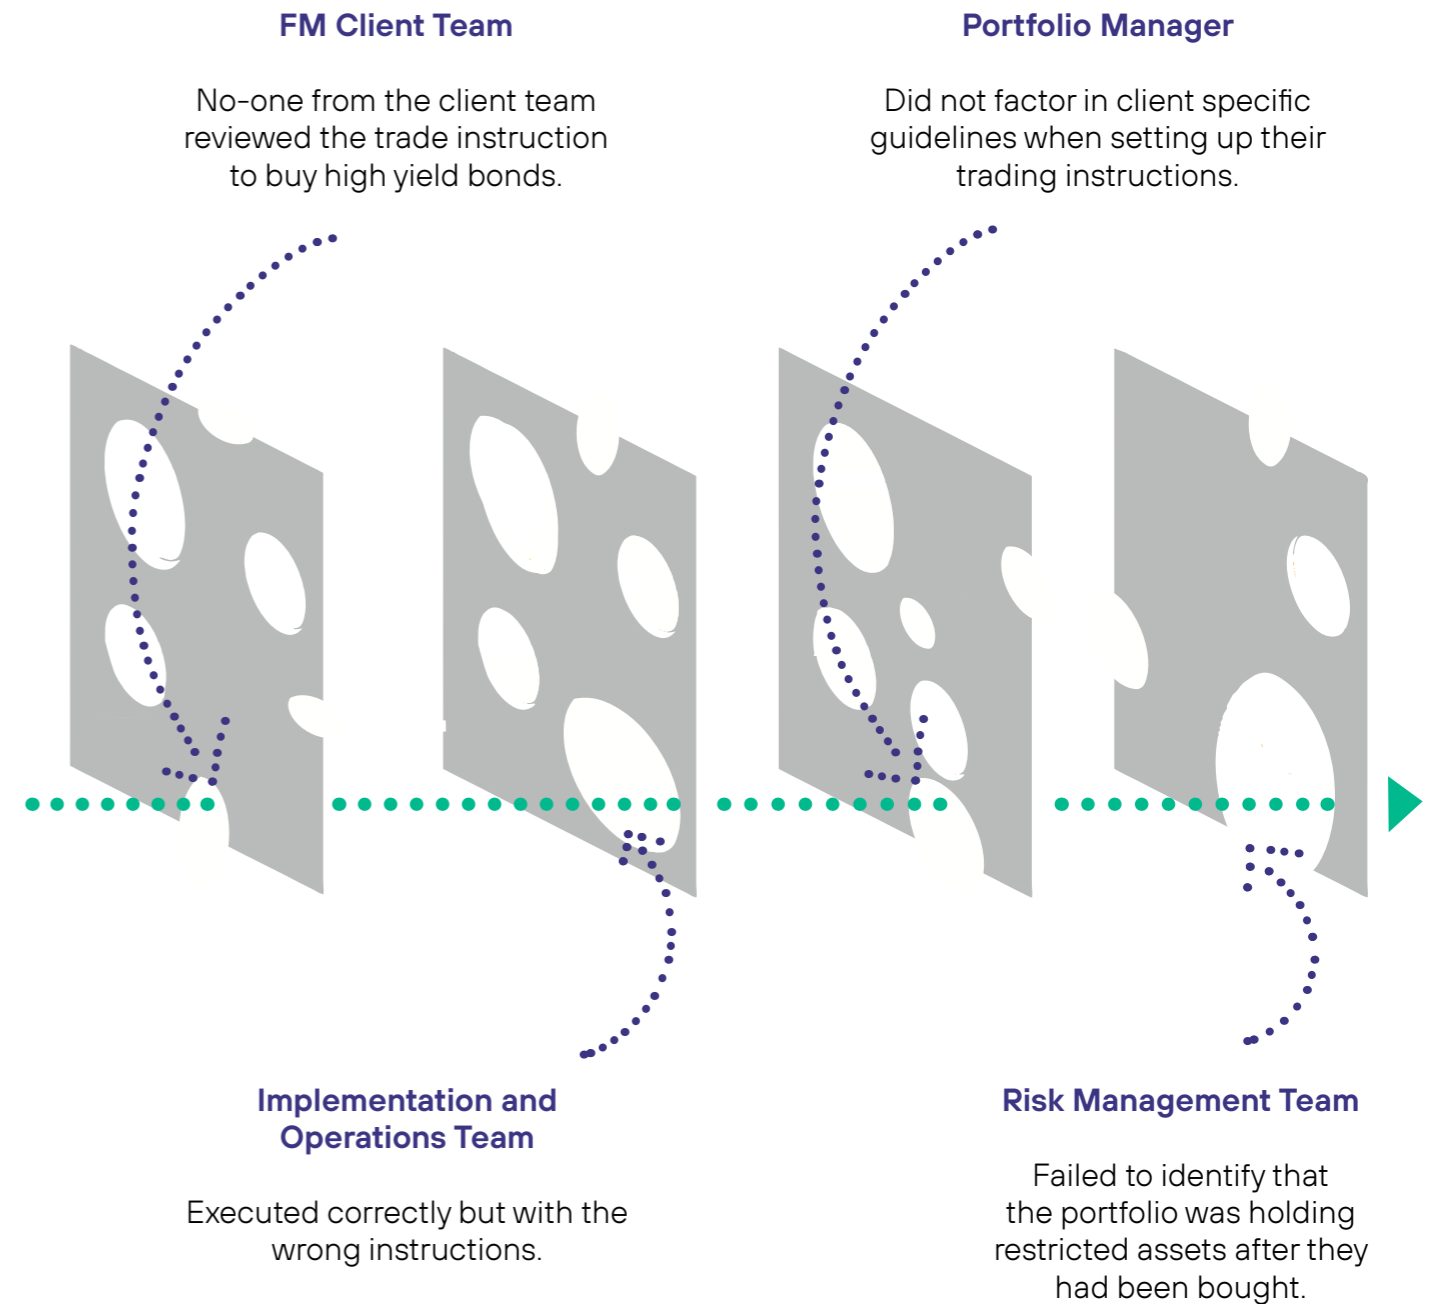 FM Client Team
No-one from the client team
reviewed the trade instruction
to buy high yield bonds.
Portfolio Manager
Did not factor in client specific
guidelines when setting up their
trading instructions.
Implementation and
Operations Team
Executed correctly but with the
wrong instructions.
Risk Management Team
Failed to identify that
the portfolio was holding
restricted assets after they
had been bought.